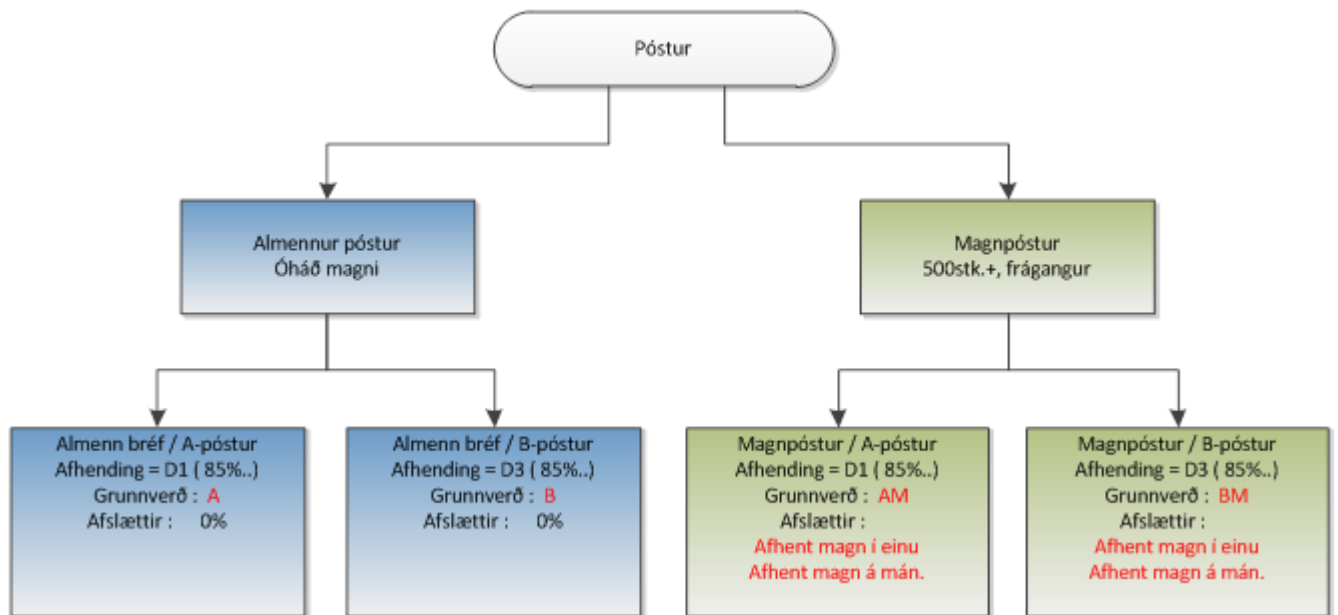 Póstur
Almennur póstur
Óháð magni
Magnpóstur
500stk.+, frágangur
Almenn bréf / A-póstur
Afhending = D1 ( 85%..)
Grunnverð : A
Afslættir : 0%
Almenn bréf / B-póstur
Afhending = D3 ( 85%..)
Grunnverð : B
Afslættir : 0%
Magnpóstur / A-póstur
Afhending = D1 ( 85%..)
Grunnverð : AM
Afslættir :
Afhent magn í einu
Afhent magn á mán.
Magnpóstur / B-póstur
Afhending = D3 ( 85%..)
Grunnverð : BM
Afslættir :
Afhent magn í einu
Afhent magn á mán.